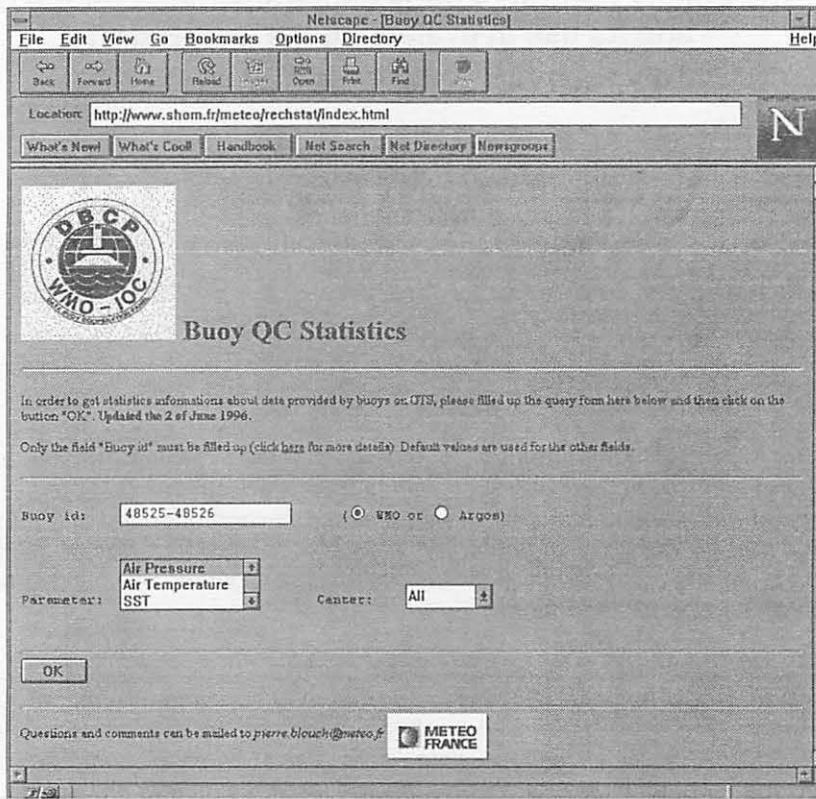 Netscape - [Buoy QC Statistics]
File Edit View Go Bookmarks Options Directory Help
Back Forward Home Reload Images Open Print Find Stop
Location: http://www.shom.fr/meteo/rechstat/index.html
N
What's New! What's Cool! Handbook Net Search Net Directory Newsgroups
DBCP
WMO - IOC
Buoy QC Statistics
In order to get statistics informations about data provided by buoys on GTS, please filled up the query form here below and then click on the
button "OK". Updated the 2 of June 1996.
Only the field "Buoy id" must be filled up (click here for more details). Default values are used for the other fields.
Buoy id: 48525-48526 (WMO or Argos)
Air Pressure
Air Temperature
Parameter: SST Center: All
OK
Questions and comments can be mailed to pierre.blouch@meteo.fr
METEO
FRANCE